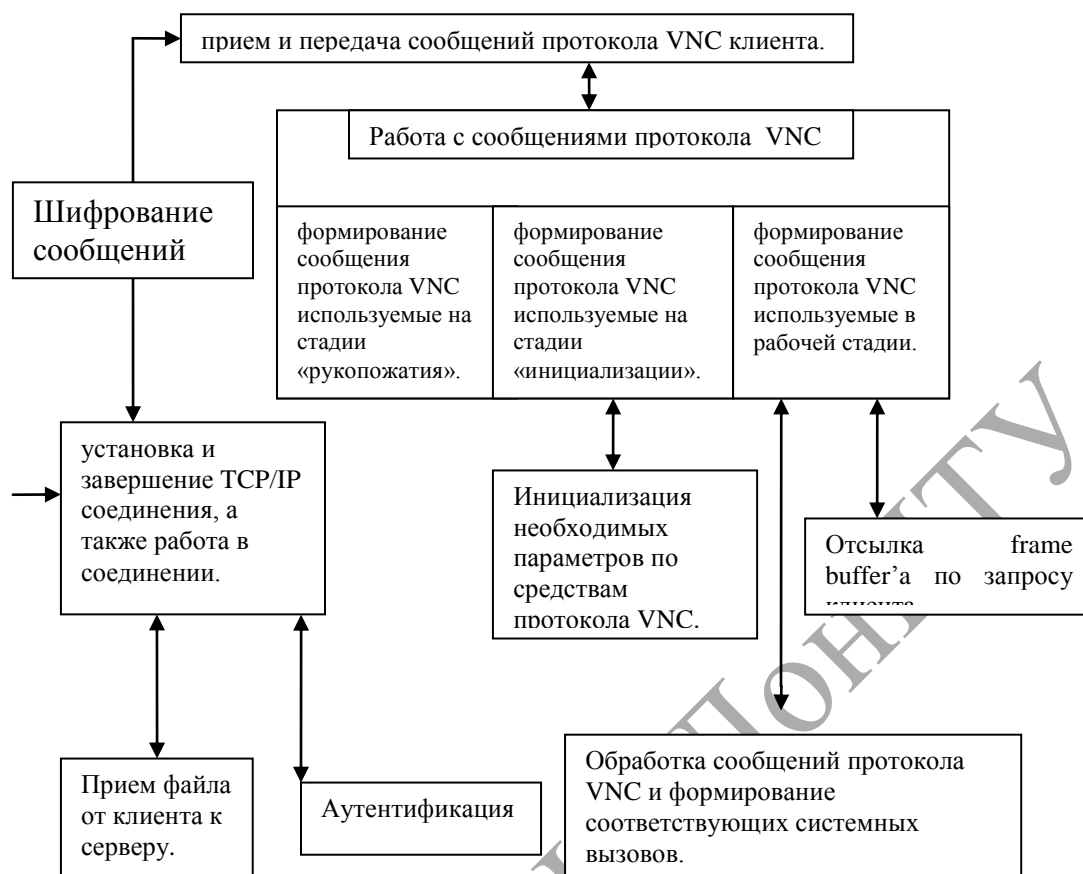 прием и передача сообщений протокола VNC клиента.
Работа с сообщениями протокола VNC
Шифрование
сообщений
формирование
сообщения
протокола VNC
используемые на
стадии
«рукопожатия».
формирование
сообщения
протокола VNC
используемые на
стадии
«инициализации».
формирование
сообщения
протокола VNC
используемые в
рабочей стадии.
установка и
завершение TCP/IP
соединения, а
также работа в
соединении.
Инициализация
необходимых
параметров по
средствам
протокола VNC.
Отсылка frame
buffer’а по запросу
клиента
Прием файла
от клиента к
серверу.
Аутентификация
Обработка сообщений протокола
VNC и формирование
соответствующих системных
вызовов.